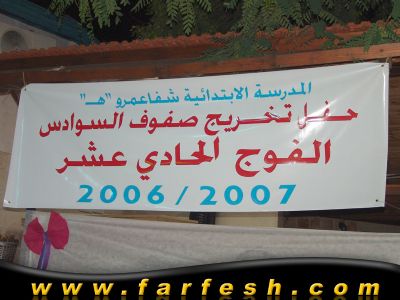 المدرسة الابتدائية شفاعمرو "هـ"
حفل تخريج صفوف السوادس
الفوج الحادي عشر
2006 / 2007
www.farfesh.com